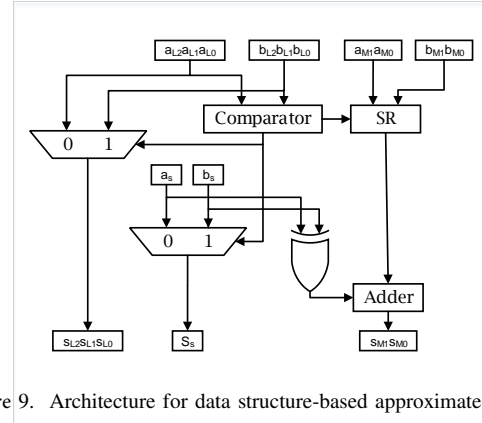 aL2aL1aL0 bL2bL1bL0 aM1aM0 bM1bM0
Comparator SR
0 1
as bs
0 1
Adder
sL2sL1sL0 Ss sM1sM0
re 9. Architecture for data structure-based approximate